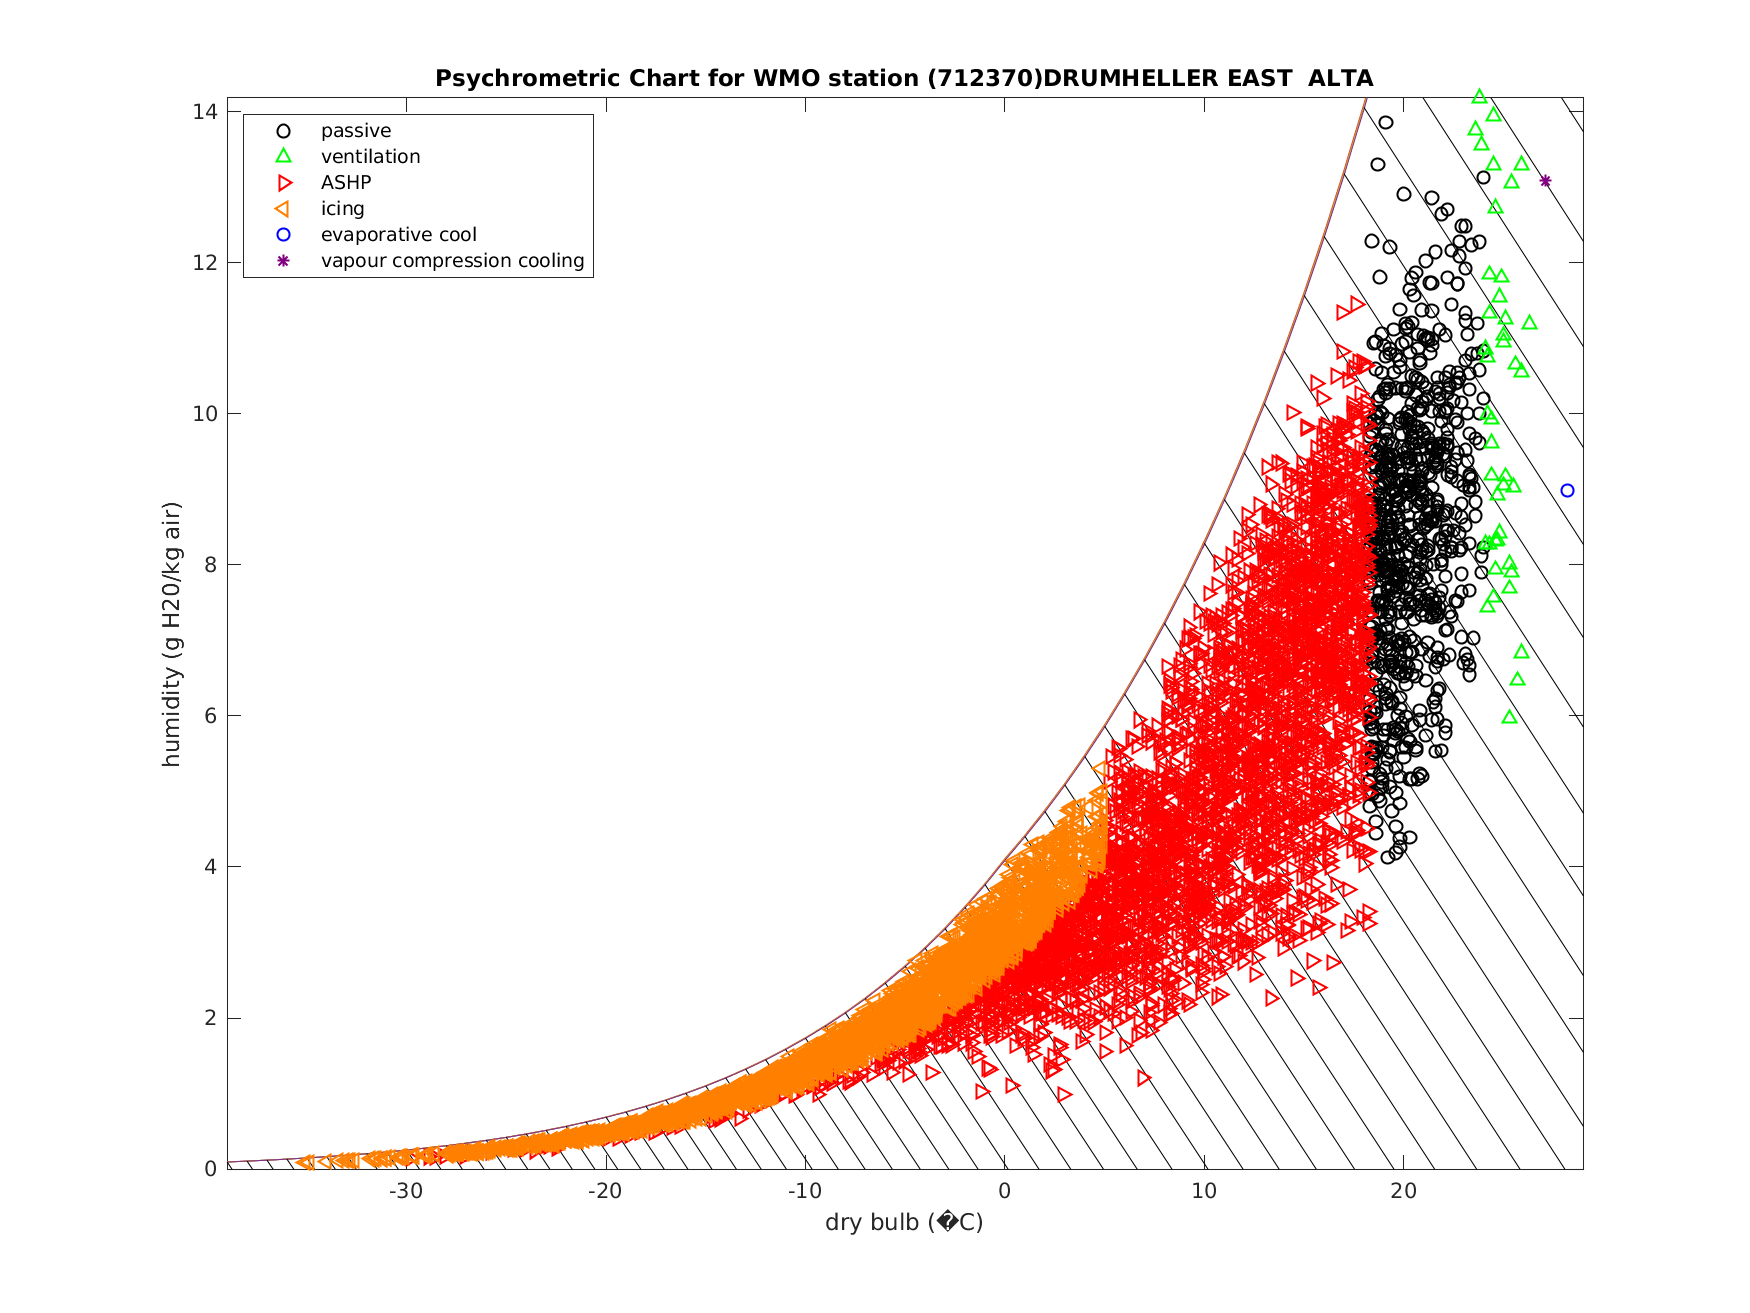 Psychrometric Chart for WMO station (712370)DRUMHELLER EAST  ALTA
passive
ventilation
ASHP
icing
evaporative cool
vapour compression cooling
humidity (g H20/kg air)
14
12
10
8
6
4
2
0
-30 -20 -10 0 10 20
dry bulb (�C)